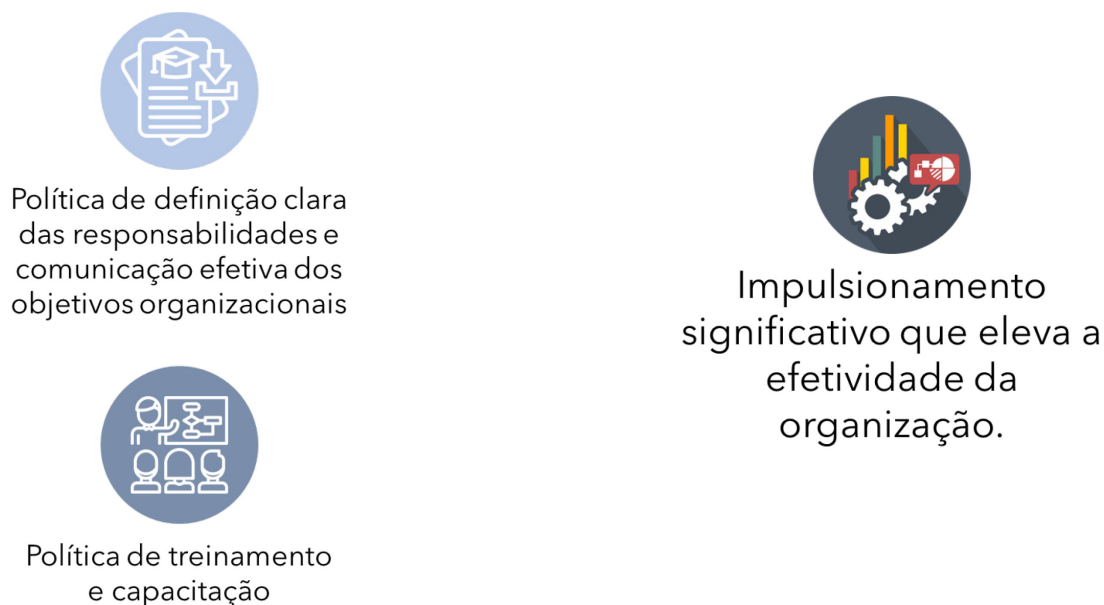 Política de definição clara
das responsabilidades e
comunicação efetiva dos
objetivos organizacionais
Política de treinamento
e capacitação
Impulsionamento
significativo que eleva a
efetividade da
organização.